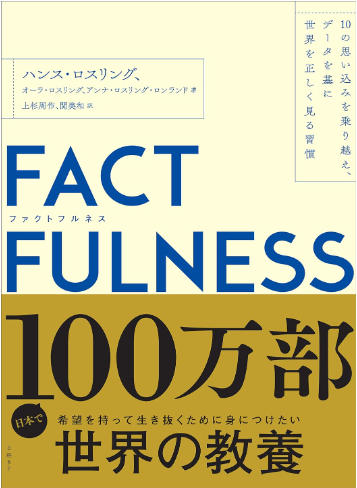 10の思い込みを乗り越え、
データを基に
世界を正しく見る習慣
ハンス・ロスリング、
オーラ・ロスリング、アンナ・ロスリング・ロンランド 著
上杉周作、関美和 訳
FACT
ファクトフルネス
FULNESS
100万部
日本で
希望を持って生き抜くために身につけたい
世界の教養
日経BP